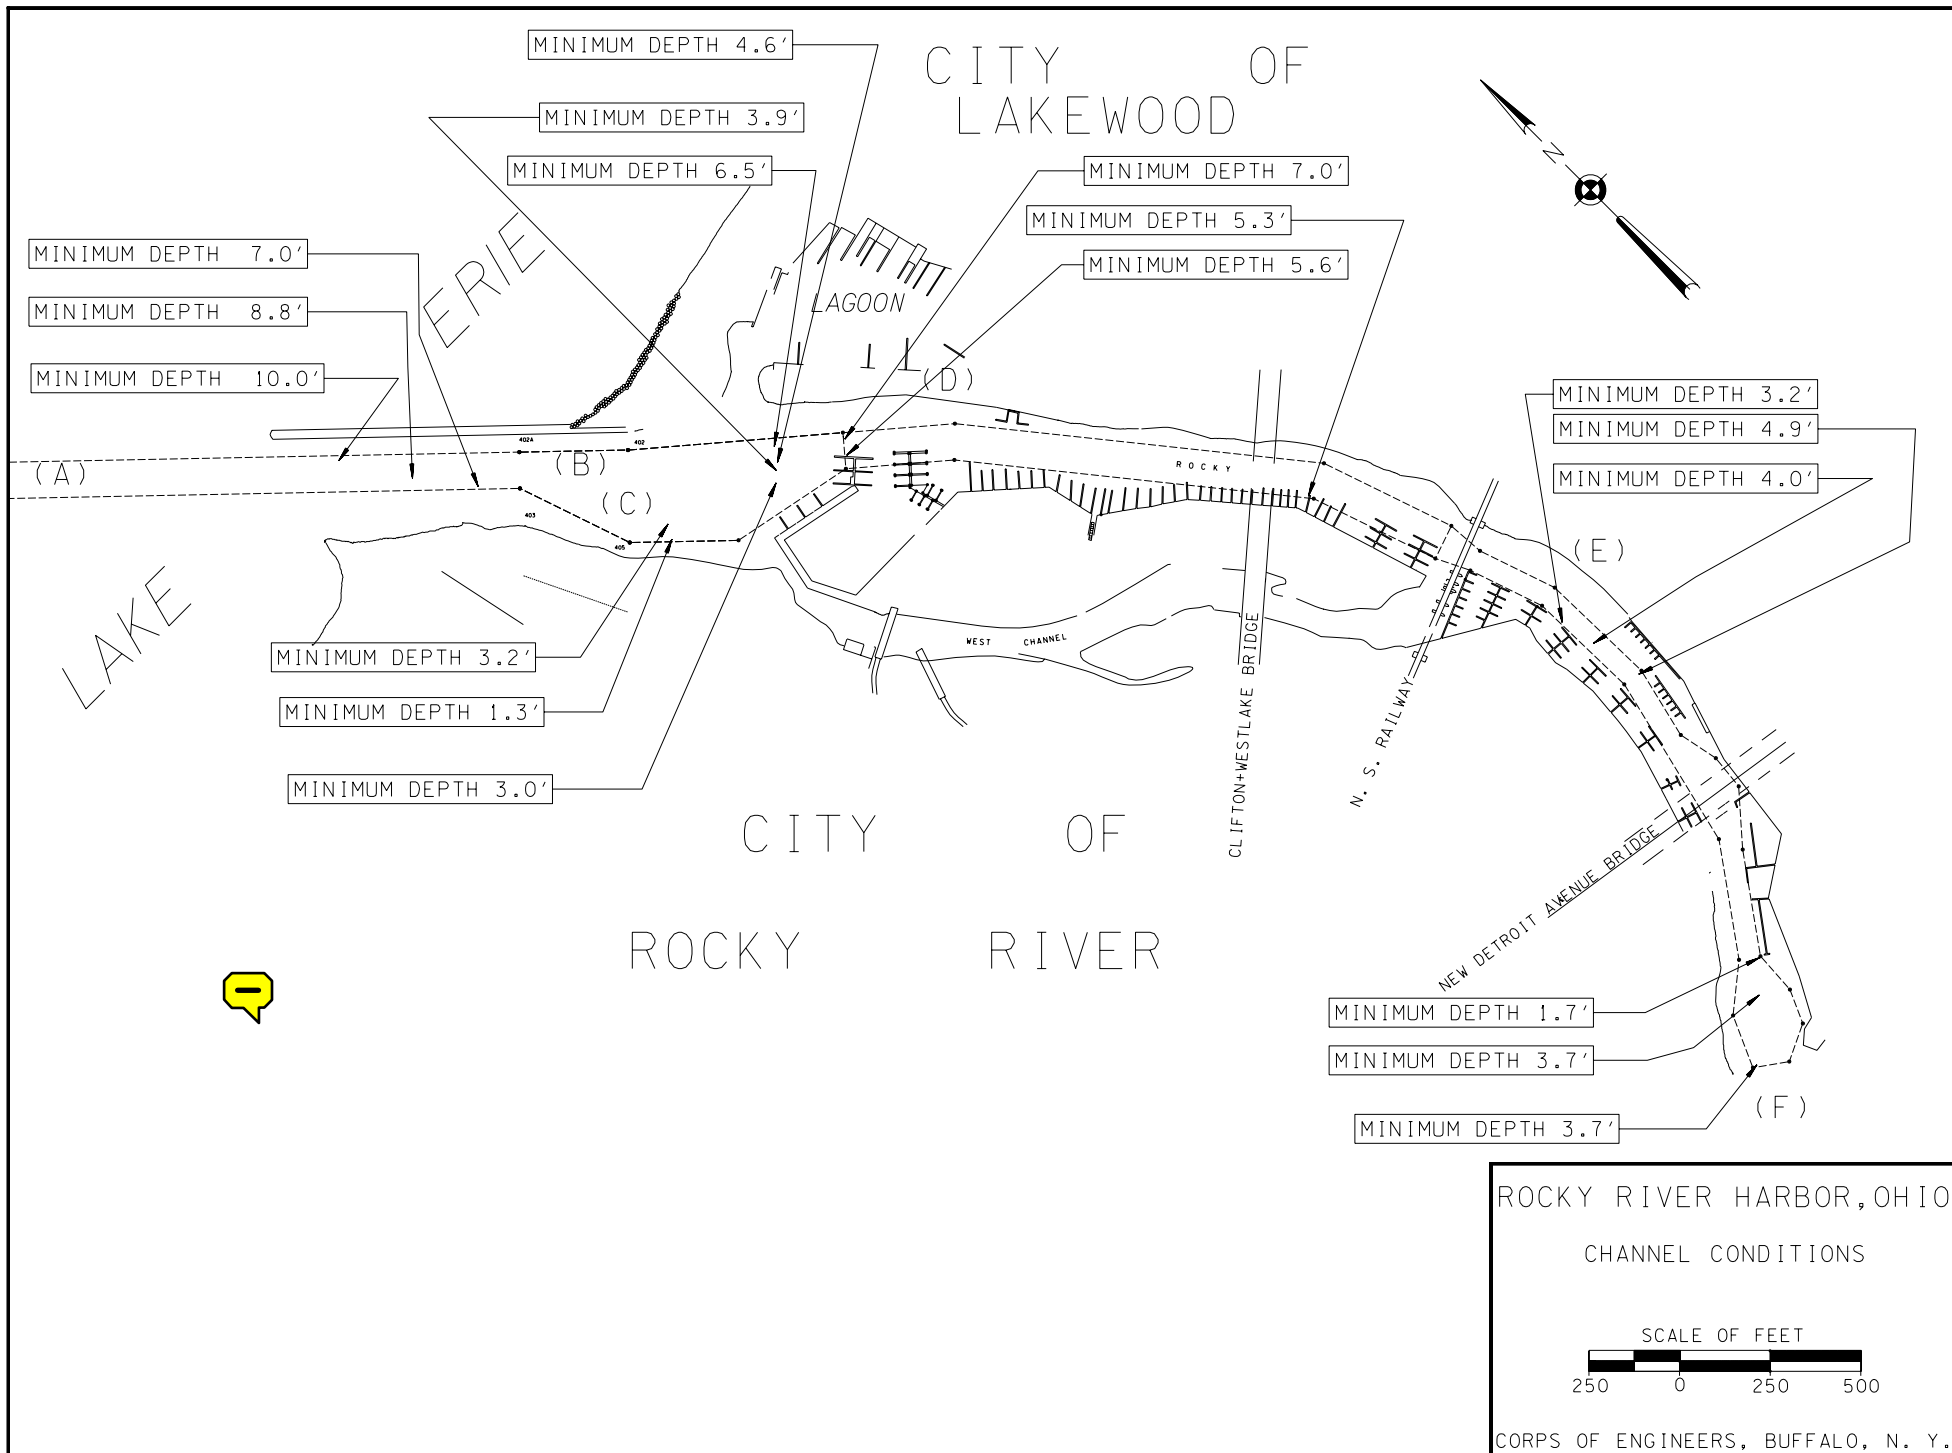 MINIMUM DEPTH 4.6'
CITY OF
LAKEWOOD
MINIMUM DEPTH 3.9'
MINIMUM DEPTH 6.5'
MINIMUM DEPTH 7.0'
N
MINIMUM DEPTH 5.3'
MINIMUM DEPTH 5.6'
MINIMUM DEPTH 7.0'
MINIMUM DEPTH 8.8'
MINIMUM DEPTH 10.0'
LAKE ERIE
LAGOON
(D)
MINIMUM DEPTH 3.2'
MINIMUM DEPTH 4.9'
MINIMUM DEPTH 4.0'
402A
402
(A)
(B)
(C)
403
405
ROCKY
(E)
WEST CHANNEL
MINIMUM DEPTH 3.2'
MINIMUM DEPTH 1.3'
MINIMUM DEPTH 3.0'
CLIFTON+WESTLAKE BRIDGE
N. S. RAILWAY
NEW DETROIT AVENUE BRIDGE
CITY OF
ROCKY RIVER
MINIMUM DEPTH 1.7'
MINIMUM DEPTH 3.7'
MINIMUM DEPTH 3.7'
(F)
ROCKY RIVER HARBOR, OHIO
CHANNEL CONDITIONS
SCALE OF FEET
250 0 250 500
CORPS OF ENGINEERS, BUFFALO, N. Y.